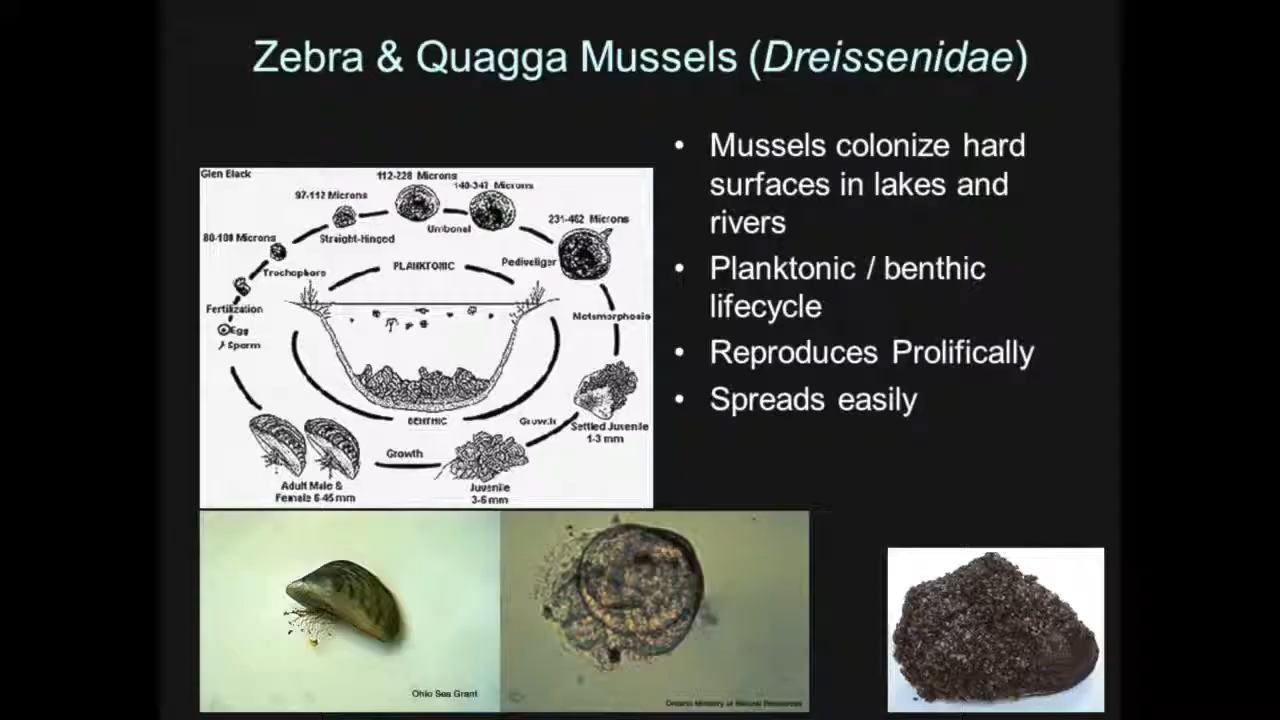 Zebra & Quagga Mussels (Dreissenidae)
• Mussels colonize hard
surfaces in lakes and
rivers
• Planktonic / benthic
lifecycle
• Reproduces Prolifically
• Spreads easily
Glen Black
112-228 Microns
140-347 Microns
97-112 Microns
231-462 Microns
80-100 Microns
Straight-Hinged
Umbonal
Pediveliger
Trochophore
PLANKTONIC
Fertilization
Egg
Sperm
Metamorphosis
BENTHIC
Growth
Settled Juvenile
1-3 mm
Growth
Adult Male &
Female 6-45 mm
Juvenile
3-6 mm
Ohio Sea Grant
Ontario Ministry of Natural Resources